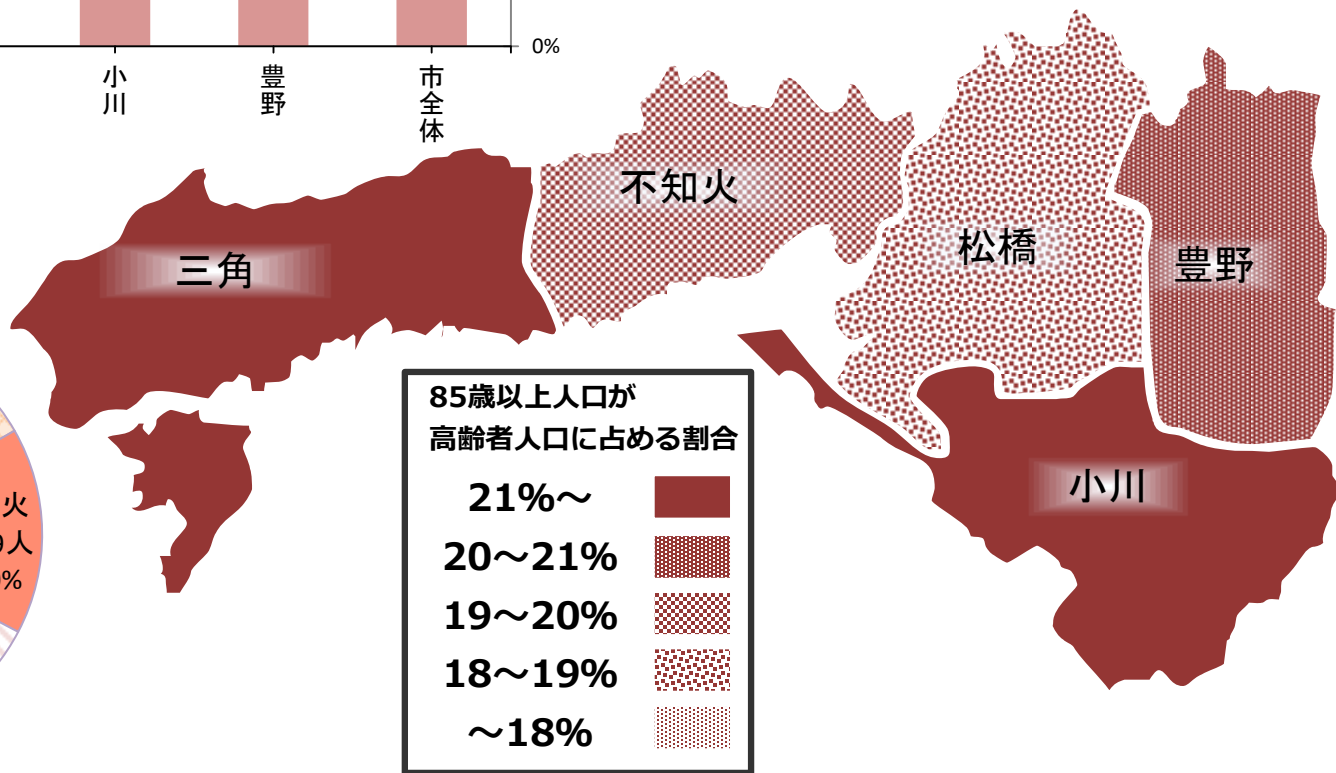 0%
小川
豊野
市全体
不知火
松橋
豊野
三角
小川
85歳以上人口が
高齢者人口に占める割合
21%~
20~21%
19~20%
18~19%
~18%
火
人
%